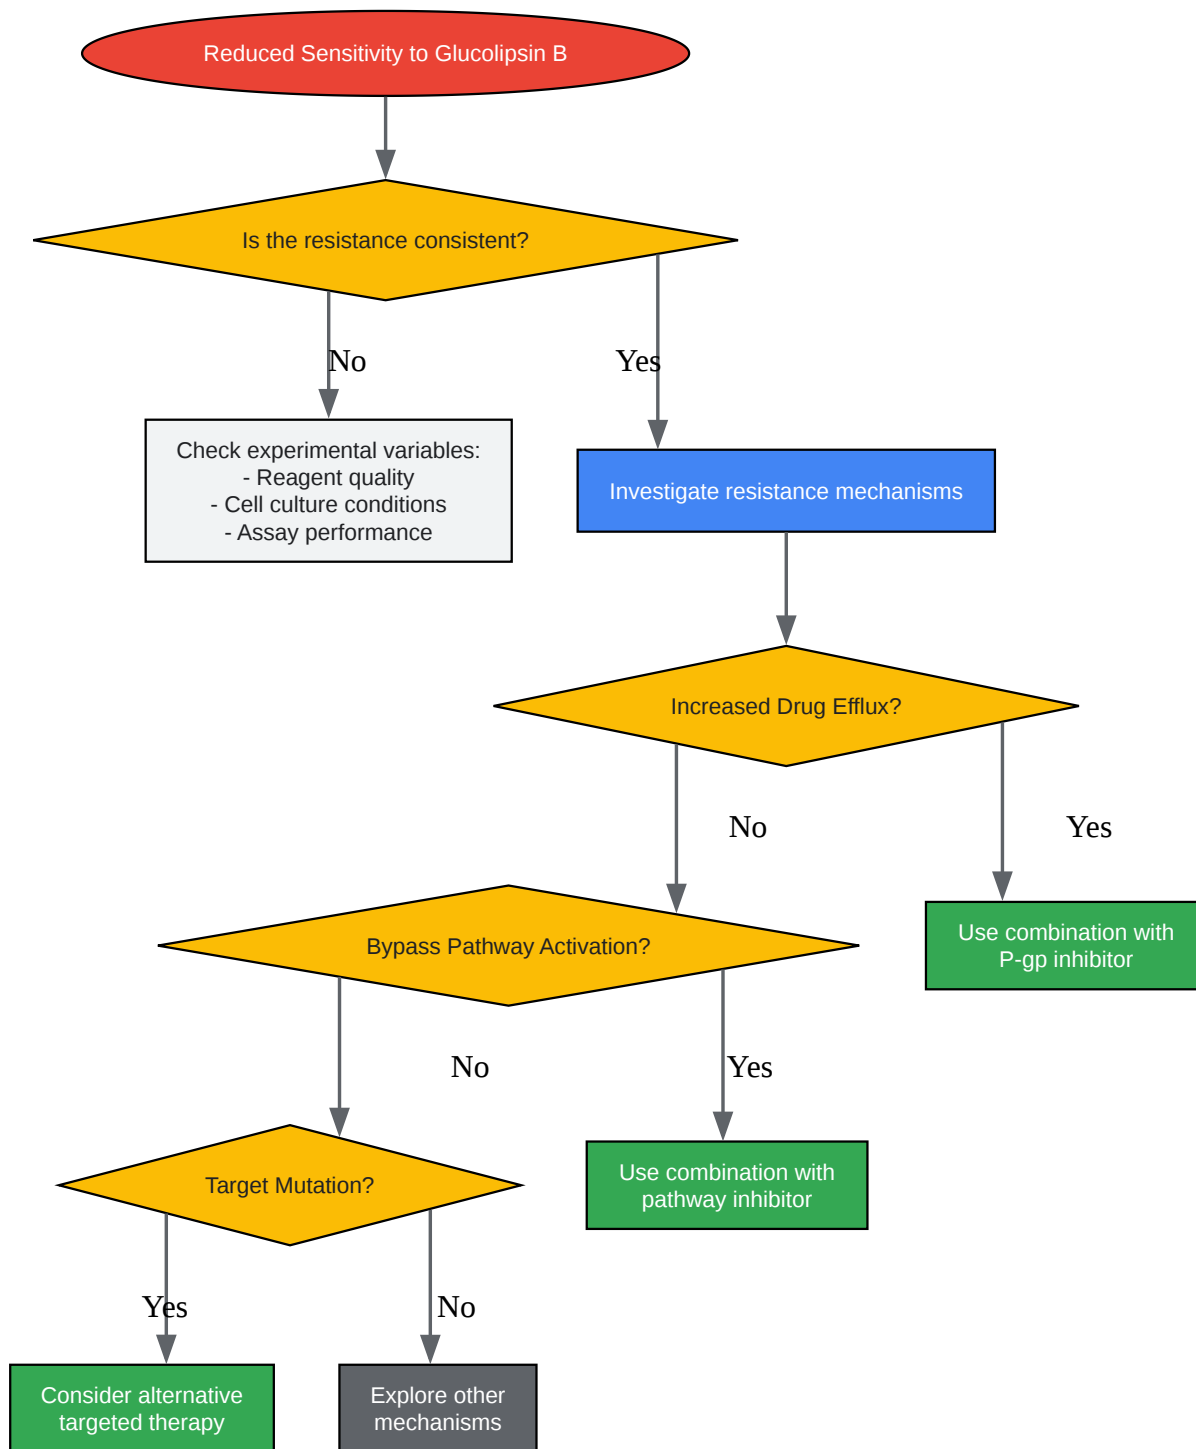 Reduced Sensitivity to Glucolipsin B
Is the resistance consistent?
No
Yes
Check experimental variables:
- Reagent quality
- Cell culture conditions
- Assay performance
Investigate resistance mechanisms
Increased Drug Efflux?
No
Yes
Use combination with
P-gp inhibitor
Bypass Pathway Activation?
No
Yes
Use combination with
pathway inhibitor
Target Mutation?
Yes
No
Consider alternative
targeted therapy
Explore other
mechanisms